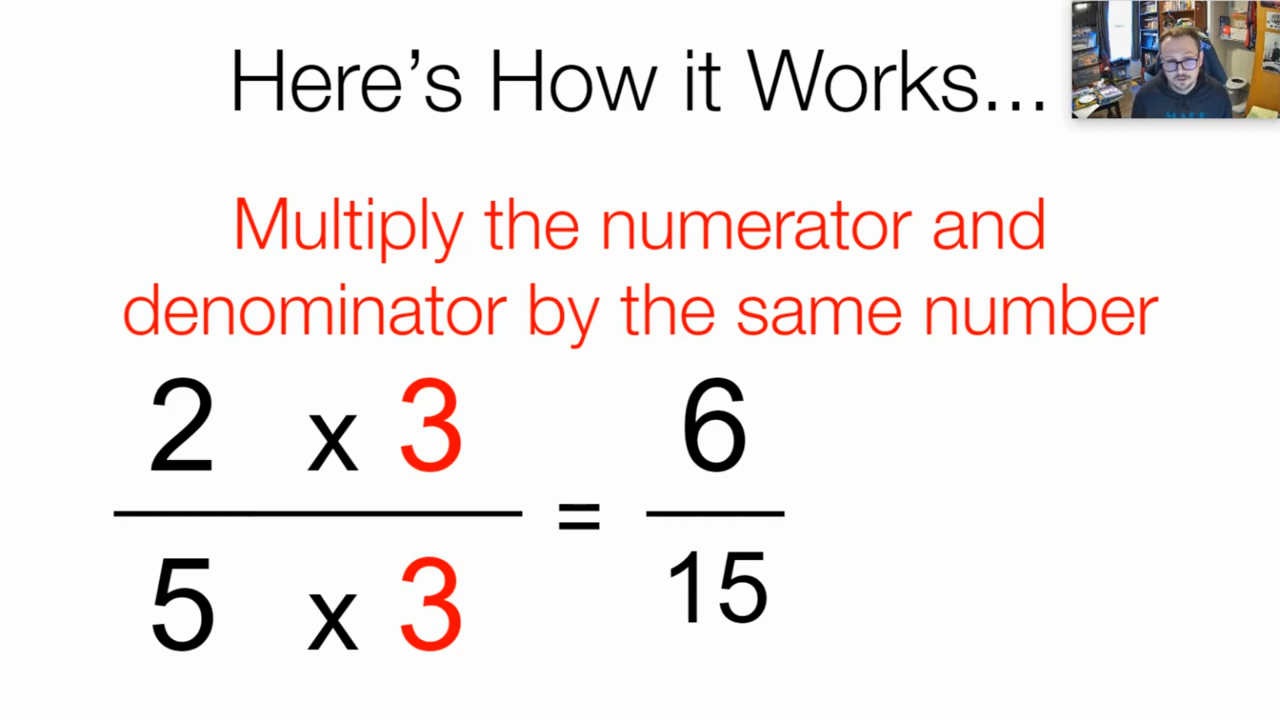 Here’s How it Works...
Multiply the numerator and
denominator by the same number
2 x 3
= 6
5 x 3
15